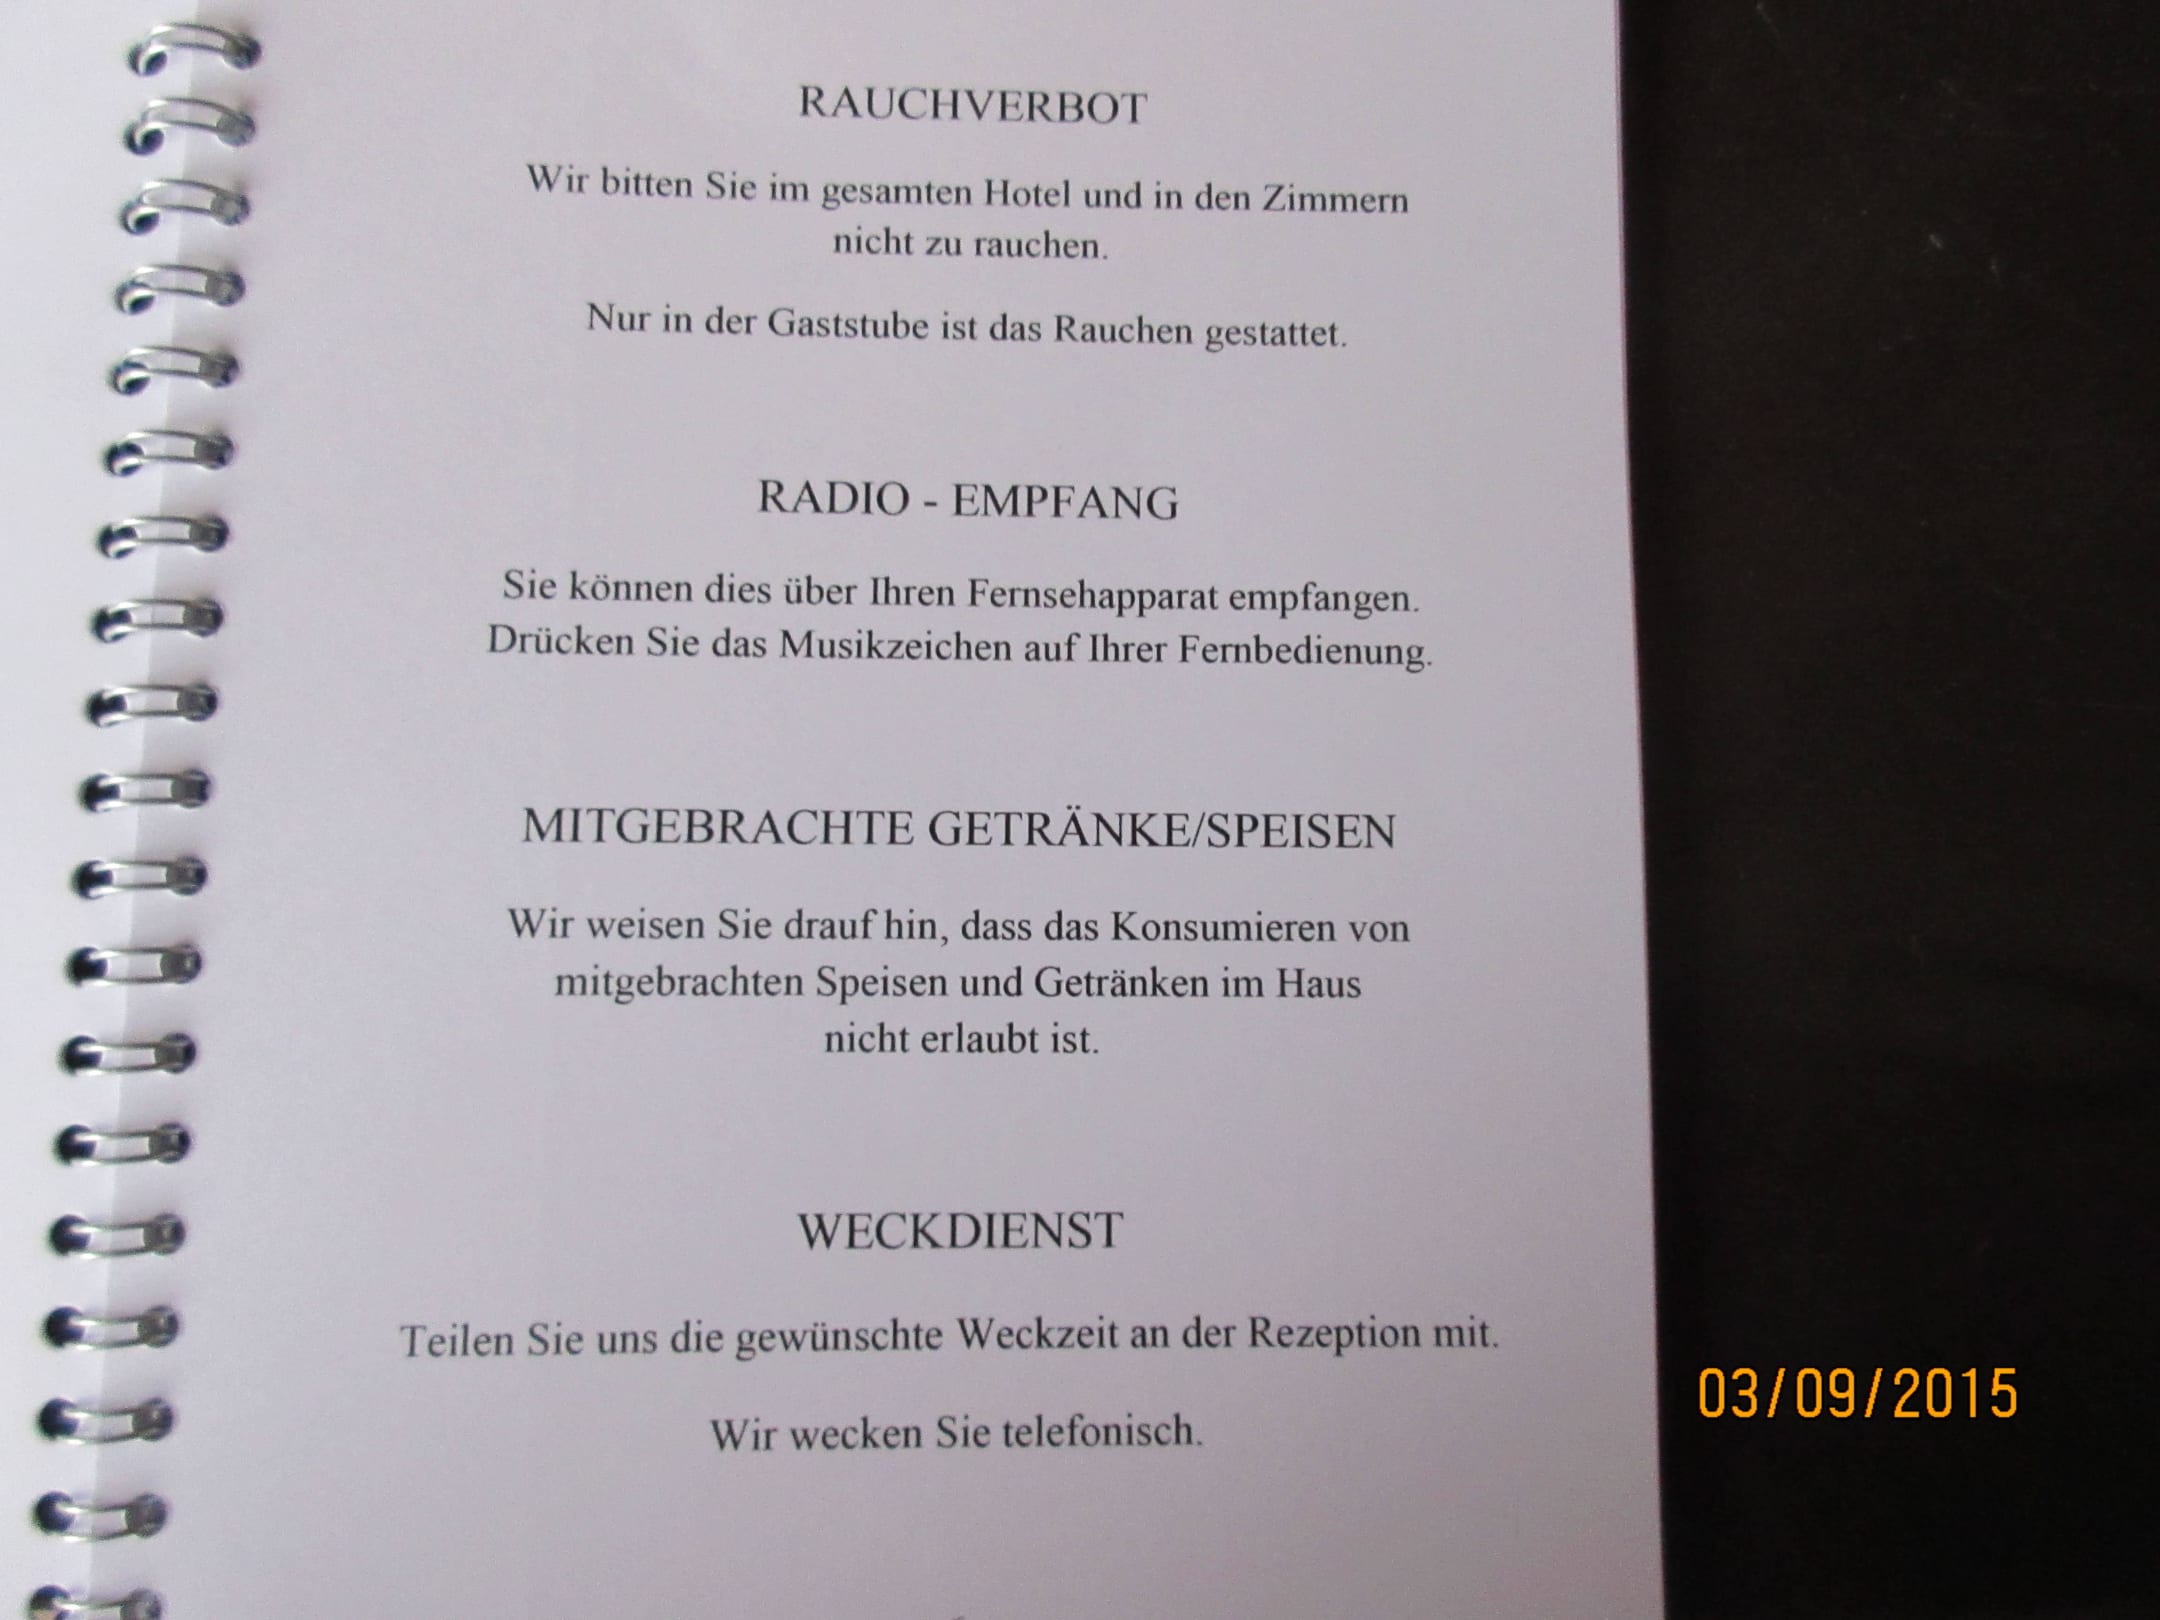 RAUCHVERBOT
Wir bitten Sie im gesamten Hotel und in den Zimmern
nicht zu rauchen.
Nur in der Gaststube ist das Rauchen gestattet.
RADIO - EMPFANG
Sie können dies über Ihren Fernsehapparat empfangen.
Drücken Sie das Musikzeichen auf Ihrer Fernbedienung.
MITGEBRACHTE GETRÄNKE/SPEISEN
Wir weisen Sie drauf hin, dass das Konsumieren von
mitgebrachten Speisen und Getränken im Haus
nicht erlaubt ist.
WECKDIENST
Teilen Sie uns die gewünschte Weckzeit an der Rezeption mit.
Wir wecken Sie telefonisch.
03/09/2015